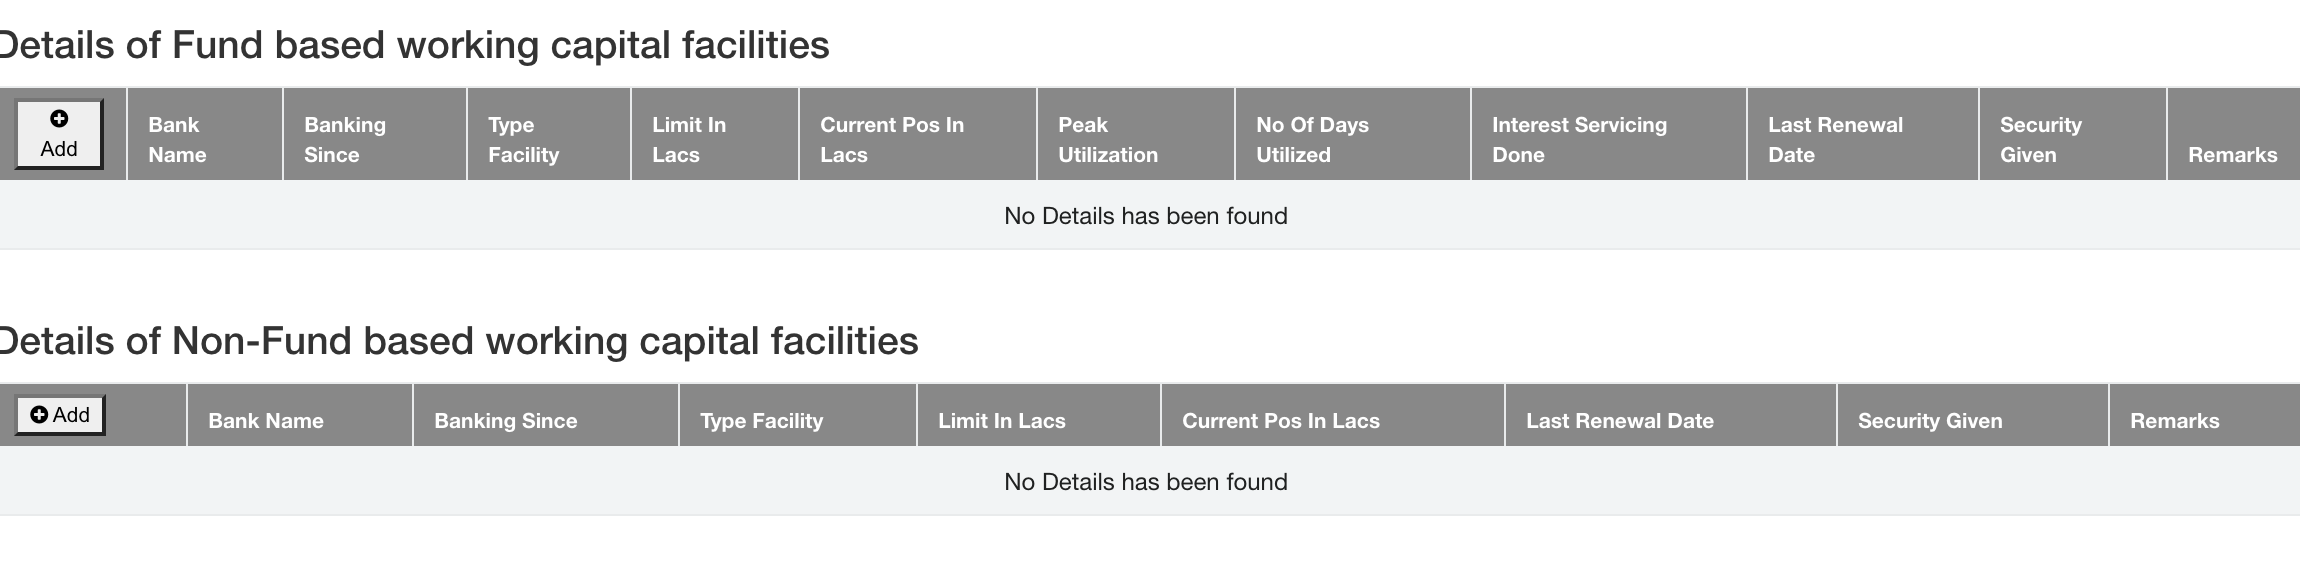 Details of Fund based working capital facilities
Add
Bank Name
Banking Since
Type Facility
Limit In Lacs
Current Pos In Lacs
Peak Utilization
No Of Days Utilized
Interest Servicing Done
Last Renewal Date
Security Given
Remarks
No Details has been found
Details of Non-Fund based working capital facilities
Add
Bank Name
Banking Since
Type Facility
Limit In Lacs
Current Pos In Lacs
Last Renewal Date
Security Given
Remarks
No Details has been found